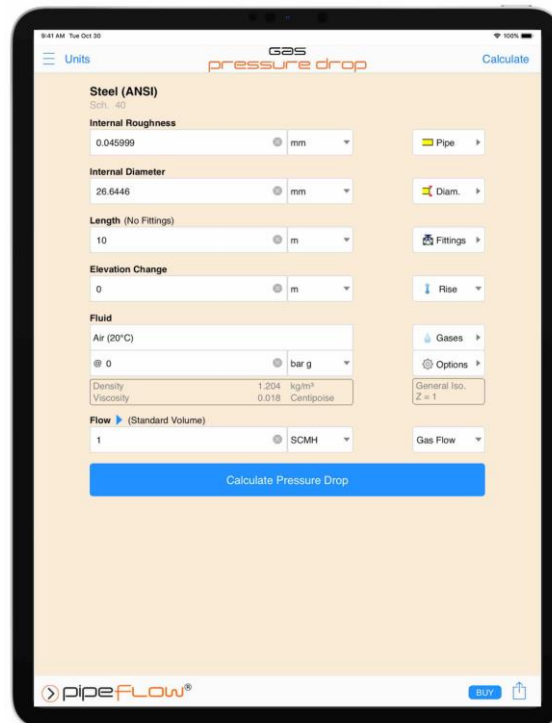 9:41 AM Tue Oct 30
100%
Units
Gas
pressure drop
Calculate
Steel (ANSI)
Sch. 40
Internal Roughness
0.045999 mm
Pipe
Internal Diameter
26.6446 mm
Diam.
Length (No Fittings)
10 m
Fittings
Elevation Change
0 m
Rise
Fluid
Air (20°C)
Gases
@ 0 bar g
Options
Density 1.204 kg/m³
Viscosity 0.018 Centipoise
General Iso.
Z = 1
Flow (Standard Volume)
1 SCMH
Gas Flow
Calculate Pressure Drop
pipeFLOW®
BUY